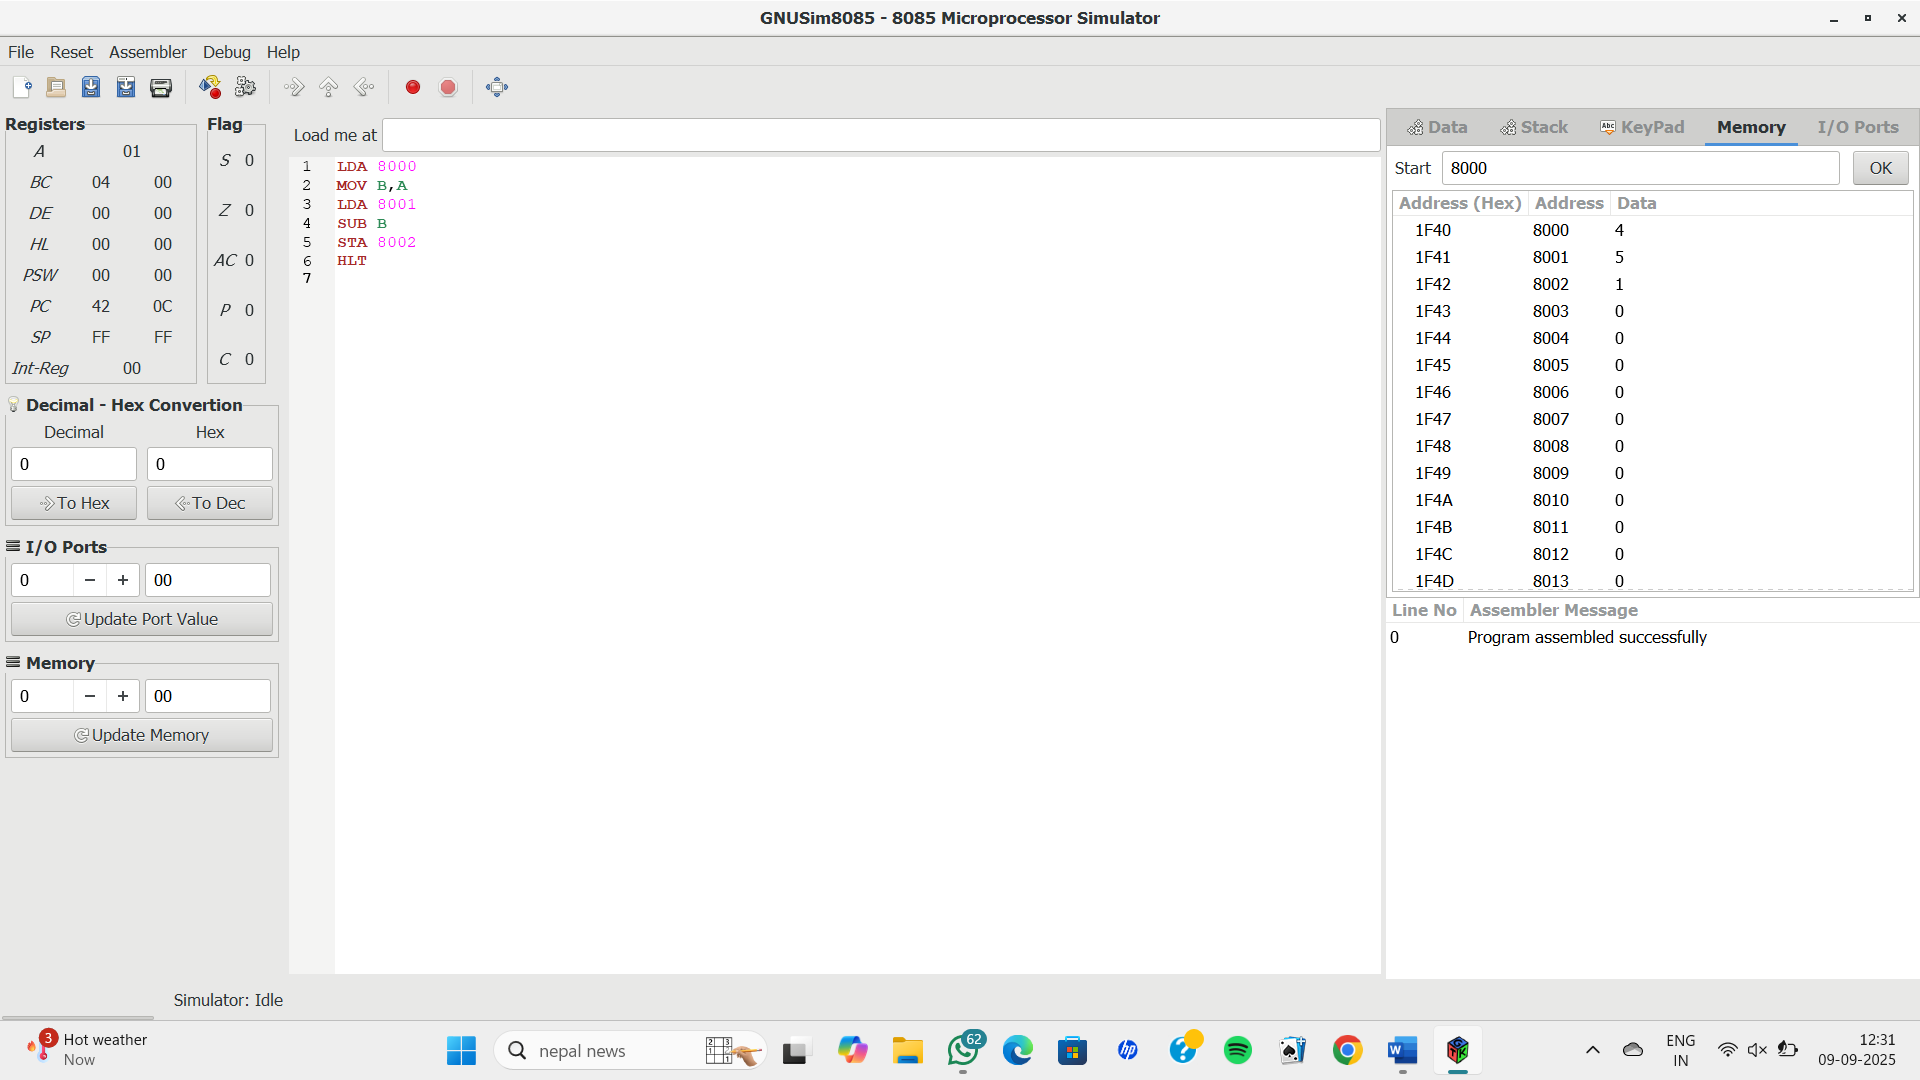 GNUSim8085 - 8085 Microprocessor Simulator
File Reset Assembler Debug Help
Registers
A 01
BC 04 00
DE 00 00
HL 00 00
PSW 00 00
PC 42 0C
SP FF FF
Int-Reg 00
Flag
S 0
Z 0
AC 0
P 0
C 0
Decimal - Hex Convertion
Decimal Hex
0 0
To Hex To Dec
I/O Ports
0 − + 00
Update Port Value
Memory
0 − + 00
Update Memory
Load me at
1 LDA 8000
2 MOV B,A
3 LDA 8001
4 SUB B
5 STA 8002
6 HLT
7
Data Stack Abc KeyPad Memory I/O Ports
Start 8000 OK
Address (Hex) Address Data
1F40 8000 4
1F41 8001 5
1F42 8002 1
1F43 8003 0
1F44 8004 0
1F45 8005 0
1F46 8006 0
1F47 8007 0
1F48 8008 0
1F49 8009 0
1F4A 8010 0
1F4B 8011 0
1F4C 8012 0
1F4D 8013 0
Line No Assembler Message
0 Program assembled successfully
Simulator: Idle
3 Hot weather
Now
nepal news
62
hp
ENG
IN
12:31
09-09-2025